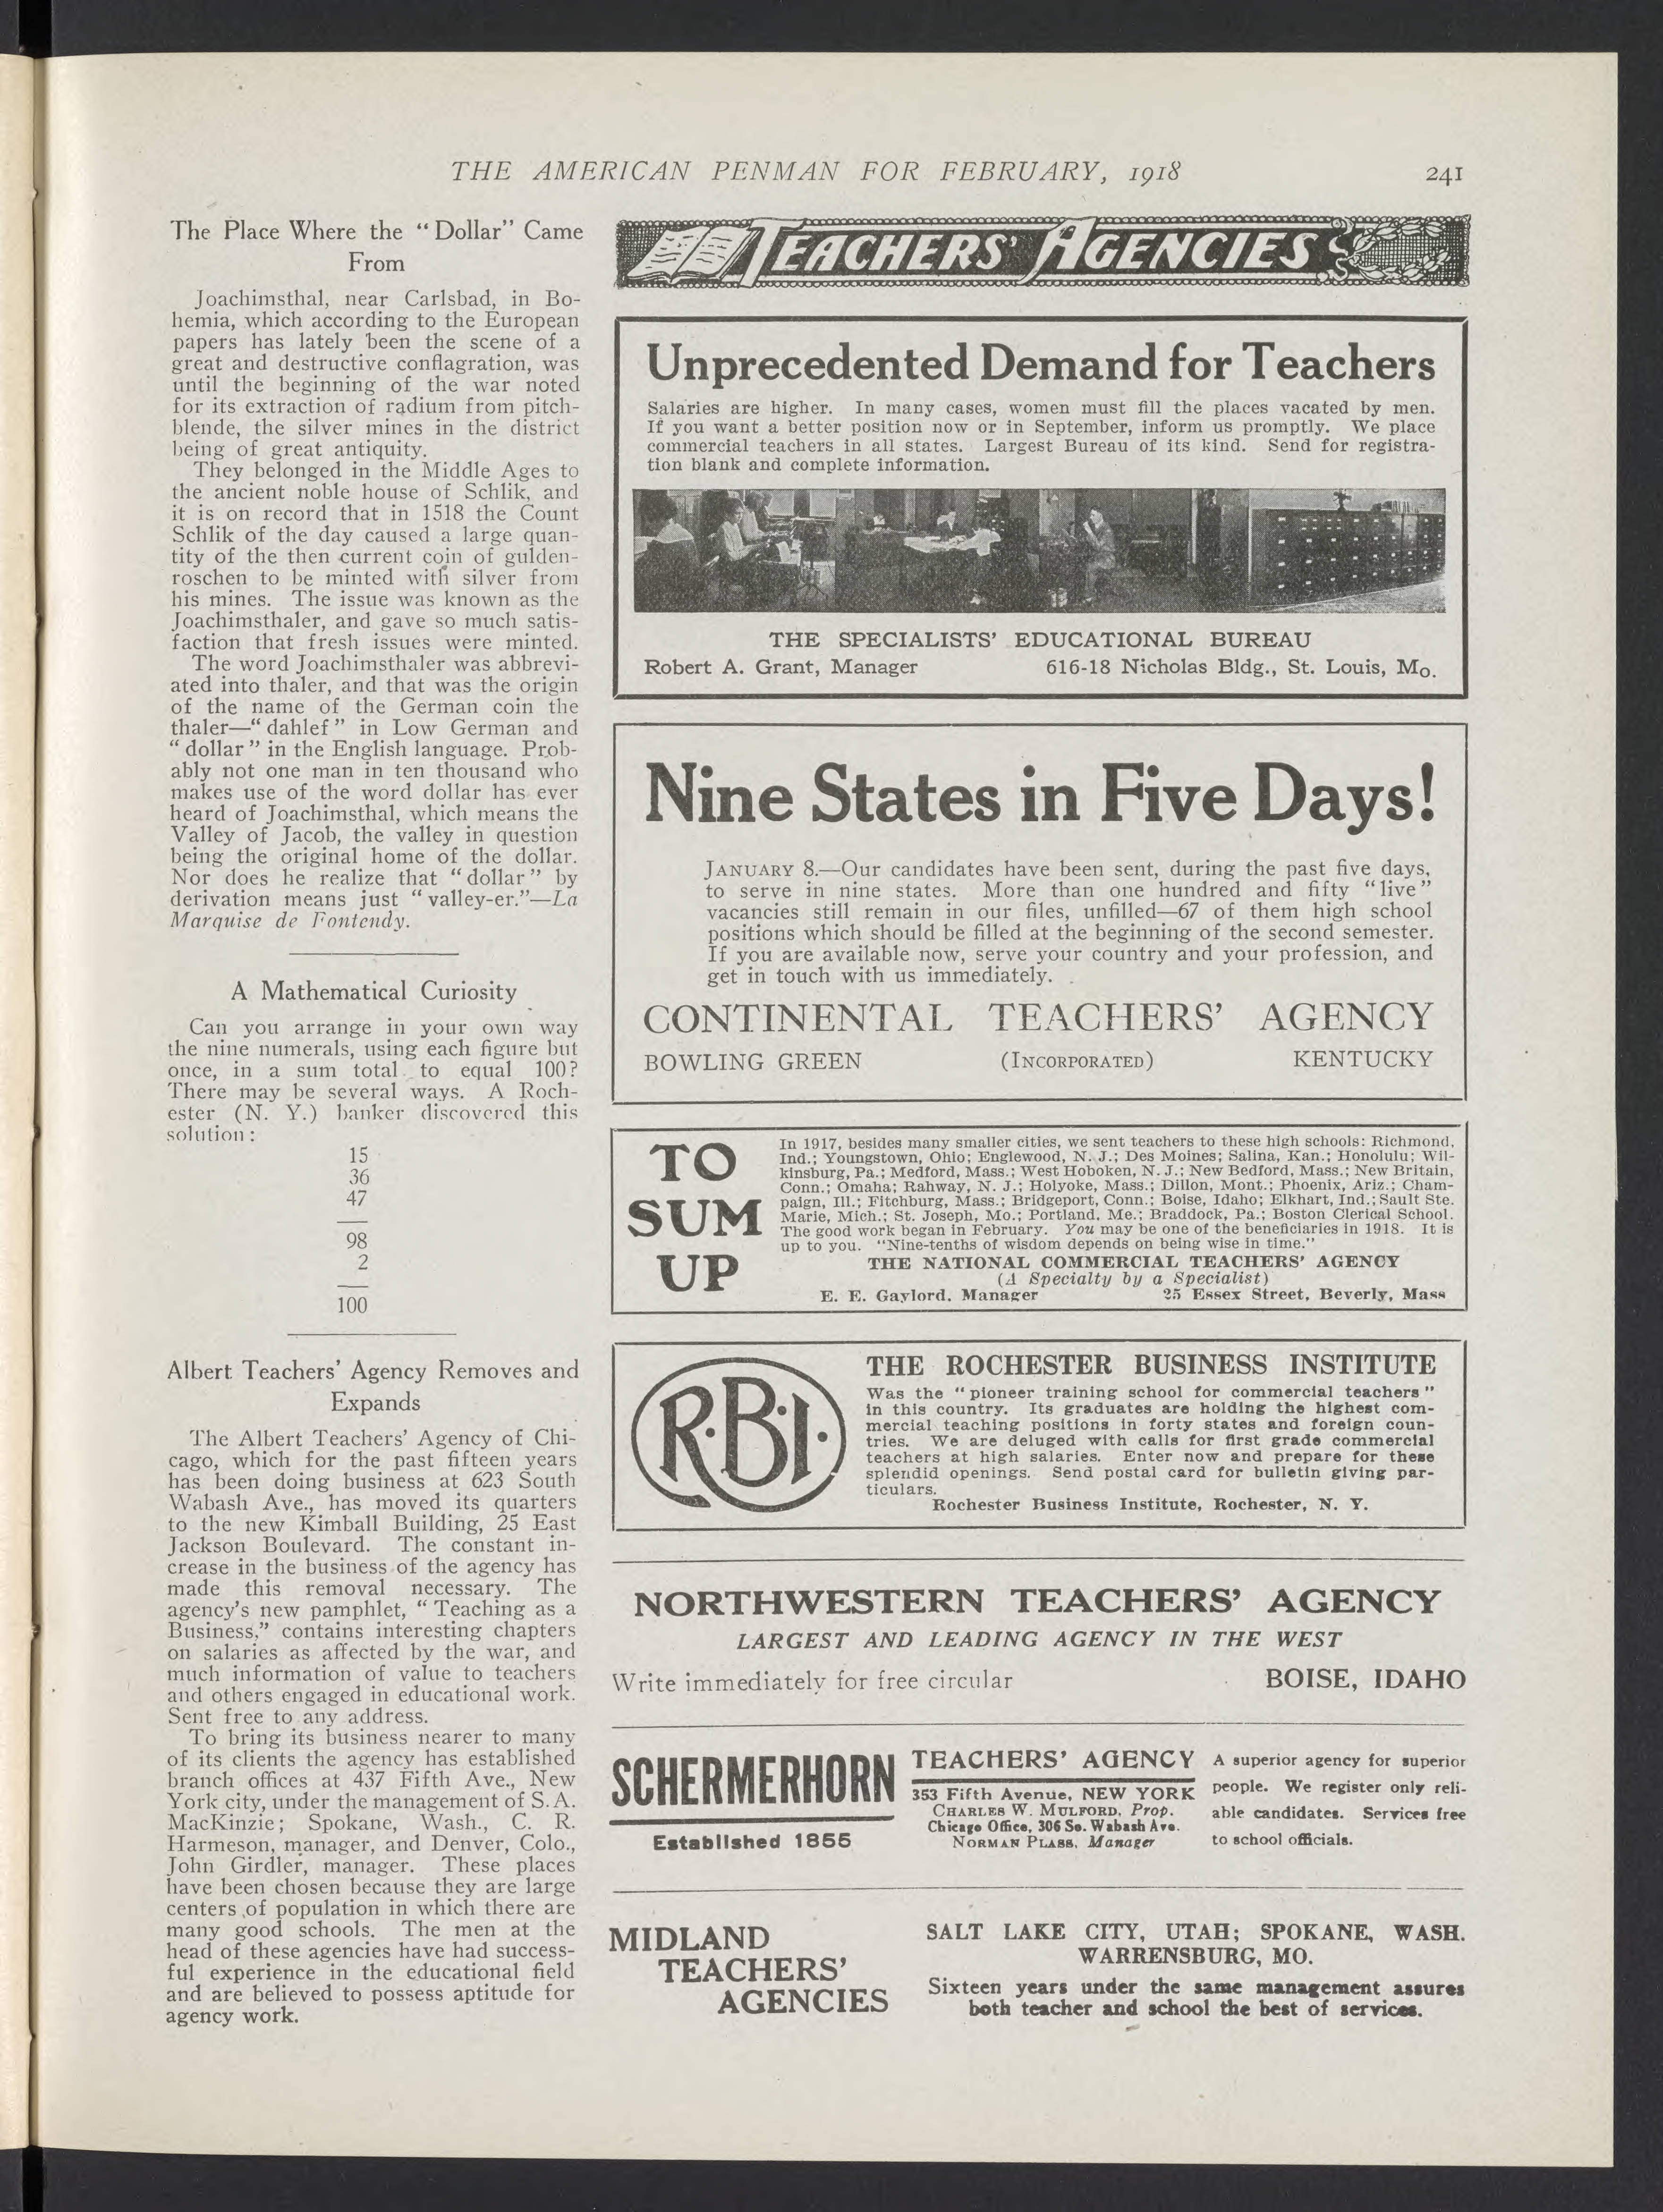 THE AMERICAN PENMAN FOR FEBRUARY, 1918 241
The Place Where the “Dollar” Came
From
Joachimsthal, near Carlsbad, in Bo-
hemia, which according to the European
papers has lately been the scene of a
great and destructive conflagration, was
until the beginning of the war noted
for its extraction of radium from pitch-
blende, the silver mines in the district
being of great antiquity.
They belonged in the Middle Ages to
the ancient noble house of Schlik, and
it is on record that in 1518 the Count
Schlik of the day caused a large quan-
tity of the then current coin of gulden-
roschen to be minted with silver from
his mines. The issue was known as the
Joachimsthaler, and gave so much satis-
faction that fresh issues were minted.
The word Joachimsthaler was abbrevi-
ated into thaler, and that was the origin
of the name of the German coin the
thaler—“dahlef” in Low German and
“dollar” in the English language. Prob-
ably not one man in ten thousand who
makes use of the word dollar has ever
heard of Joachimsthal, which means the
Valley of Jacob, the valley in question
being the original home of the dollar.
Nor does he realize that “dollar” by
derivation means just “valley-er.”—La
Marquise de Fontendy.
A Mathematical Curiosity
Can you arrange in your own way
the nine numerals, using each figure but
once, in a sum total to equal 100?
There may be several ways. A Roch-
ester (N. Y.) banker discovered this
solution:
15
36
47
98
2
100
Albert Teachers’ Agency Removes and
Expands
The Albert Teachers’ Agency of Chi-
cago, which for the past fifteen years
has been doing business at 623 South
Wabash Ave., has moved its quarters
to the new Kimball Building, 25 East
Jackson Boulevard. The constant in-
crease in the business of the agency has
made this removal necessary. The
agency’s new pamphlet, “Teaching as a
Business,” contains interesting chapters
on salaries as affected by the war, and
much information of value to teachers
and others engaged in educational work.
Sent free to any address.
To bring its business nearer to many
of its clients the agency has established
branch offices at 437 Fifth Ave., New
York city, under the management of S. A.
MacKinzie; Spokane, Wash., C. R.
Harmeson, manager, and Denver, Colo.,
John Girdler, manager. These places
have been chosen because they are large
centers of population in which there are
many good schools. The men at the
head of these agencies have had success-
ful experience in the educational field
and are believed to possess aptitude for
agency work.
TEACHERS’ AGENCIES
Unprecedented Demand for Teachers
Salaries are higher. In many cases, women must fill the places vacated by men.
If you want a better position now or in September, inform us promptly. We place
commercial teachers in all states. Largest Bureau of its kind. Send for registra-
tion blank and complete information.
THE SPECIALISTS’ EDUCATIONAL BUREAU
Robert A. Grant, Manager 616-18 Nicholas Bldg., St. Louis, Mo.
Nine States in Five Days!
JANUARY 8.—Our candidates have been sent, during the past five days,
to serve in nine states. More than one hundred and fifty “live”
vacancies still remain in our files, unfilled—67 of them high school
positions which should be filled at the beginning of the second semester.
If you are available now, serve your country and your profession, and
get in touch with us immediately.
CONTINENTAL TEACHERS’ AGENCY
BOWLING GREEN (INCORPORATED) KENTUCKY
TO
SUM
UP
In 1917, besides many smaller cities, we sent teachers to these high schools: Richmond,
Ind.; Youngstown, Ohio; Englewood, N. J.; Des Moines; Salina, Kan.; Honolulu; Wil-
kinsburg, Pa.; Medford, Mass.; West Hoboken, N. J.; New Bedford, Mass.; New Britain,
Conn.; Omaha; Rahway, N. J.; Holyoke, Mass.; Dillon, Mont.; Phoenix, Ariz.; Cham-
paign, Ill.; Fitchburg, Mass.; Bridgeport, Conn.; Boise, Idaho; Elkhart, Ind.; Sault Ste.
Marie, Mich.; St. Joseph, Mo.; Portland, Me.; Braddock, Pa.; Boston Clerical School.
The good work began in February. You may be one of the beneficiaries in 1918. It is
up to you. “Nine-tenths of wisdom depends on being wise in time.”
THE NATIONAL COMMERCIAL TEACHERS’ AGENCY
(A Specialty by a Specialist)
E. E. Gaylord, Manager 25 Essex Street, Beverly, Mass
R·B·I·
THE ROCHESTER BUSINESS INSTITUTE
Was the “pioneer training school for commercial teachers”
in this country. Its graduates are holding the highest com-
mercial teaching positions in forty states and foreign coun-
tries. We are deluged with calls for first grade commercial
teachers at high salaries. Enter now and prepare for these
splendid openings. Send postal card for bulletin giving par-
ticulars.
Rochester Business Institute, Rochester, N. Y.
NORTHWESTERN TEACHERS’ AGENCY
LARGEST AND LEADING AGENCY IN THE WEST
Write immediately for free circular BOISE, IDAHO
SCHERMERHORN
Established 1855
TEACHERS’ AGENCY
353 Fifth Avenue, NEW YORK
CHARLES W. MULFORD, Prop.
Chicago Office, 306 So. Wabash Ave.
NORMAN PLASS, Manager
A superior agency for superior
people. We register only reli-
able candidates. Services free
to school officials.
MIDLAND
TEACHERS’
AGENCIES
SALT LAKE CITY, UTAH; SPOKANE, WASH.
WARRENSBURG, MO.
Sixteen years under the same management assures
both teacher and school the best of services.